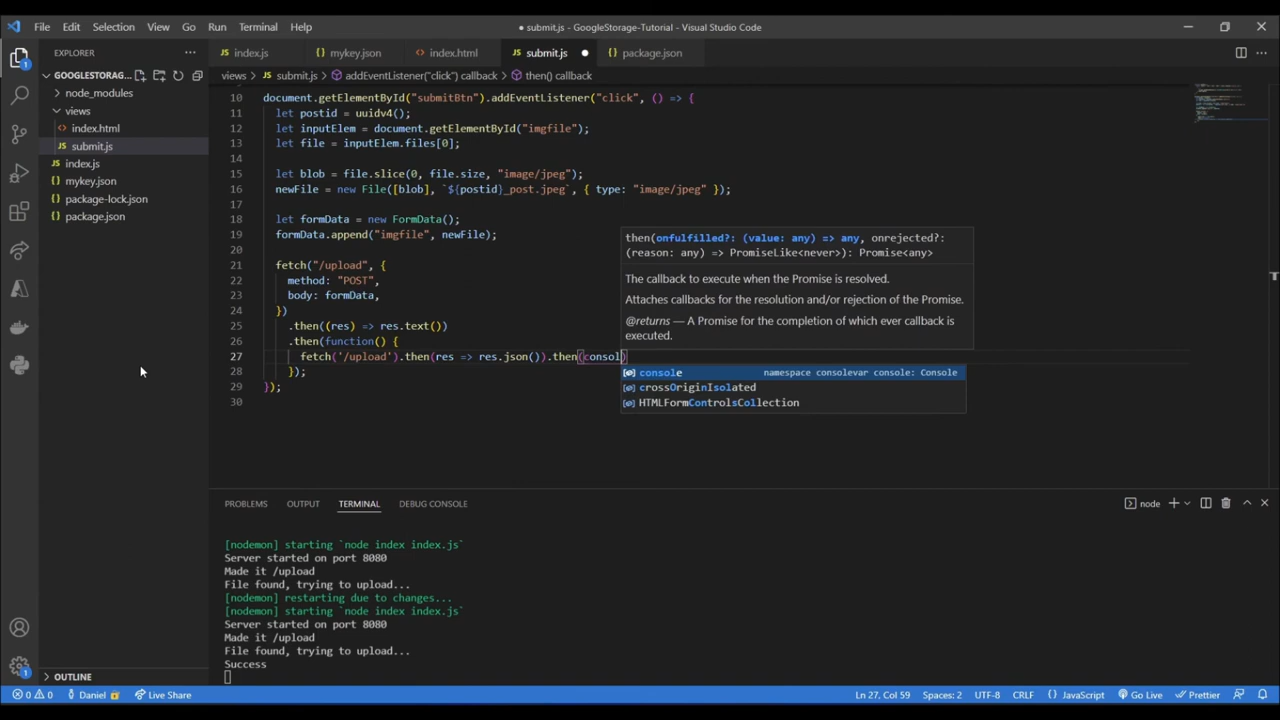 File Edit Selection View Go Run Terminal Help
● submit.js - GoogleStorage-Tutorial - Visual Studio Code
EXPLORER
GOOGLESTORAG...
node_modules
views
index.html
submit.js
index.js
mykey.json
package-lock.json
package.json
OUTLINE
index.js mykey.json index.html submit.js ● package.json
views > submit.js > addEventListener("click") callback > then() callback
10 document.getElementById("submitBtn").addEventListener("click", () => {
11 let postid = uuidv4();
12 let inputElem = document.getElementById("imgfile");
13 let file = inputElem.files[0];
14
15 let blob = file.slice(0, file.size, "image/jpeg");
16 newFile = new File([blob], `${postid}_post.jpeg`, { type: "image/jpeg" });
17
18 let formData = new FormData();
19 formData.append("imgfile", newFile);
20
21 fetch("/upload", {
22 method: "POST",
23 body: formData,
24 })
25 .then((res) => res.text())
26 .then(function() {
27 fetch('/upload').then(res => res.json()).then(consol)
28 });
29 });
30
then(onfulfilled?: (value: any) => any, onrejected?:
(reason: any) => PromiseLike<never>): Promise<any>
The callback to execute when the Promise is resolved.
Attaches callbacks for the resolution and/or rejection of the Promise.
@returns — A Promise for the completion of which ever callback is
executed.
console namespace consolevar console: Console
crossOriginIsolated
HTMLFormControlsCollection
PROBLEMS OUTPUT TERMINAL DEBUG CONSOLE
node
[nodemon] starting `node index index.js`
Server started on port 8080
Made it /upload
File found, trying to upload...
[nodemon] restarting due to changes...
[nodemon] starting `node index index.js`
Server started on port 8080
Made it /upload
File found, trying to upload...
Success
0 0 Daniel Live Share Ln 27, Col 59 Spaces: 2 UTF-8 CRLF {} JavaScript Go Live Prettier